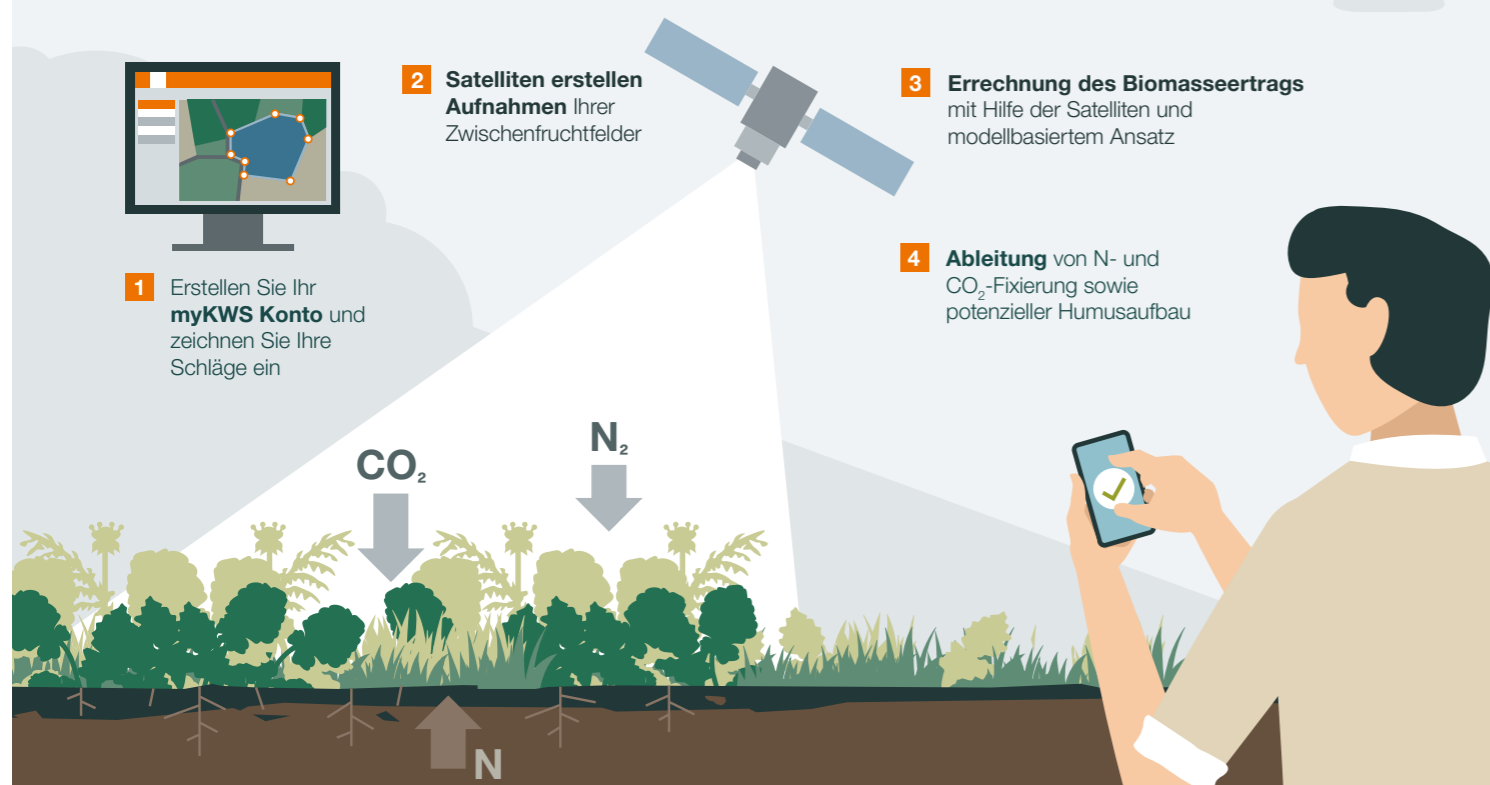 1 Erstellen Sie Ihr
myKWS Konto und
zeichnen Sie Ihre
Schläge ein
2 Satelliten erstellen
Aufnahmen Ihrer
Zwischenfruchtfelder
3 Errechnung des Biomasseertrags
mit Hilfe der Satelliten und
modellbasiertem Ansatz
4 Ableitung von N- und
CO₂-Fixierung sowie
potenzieller Humusaufbau
CO₂
N₂
N